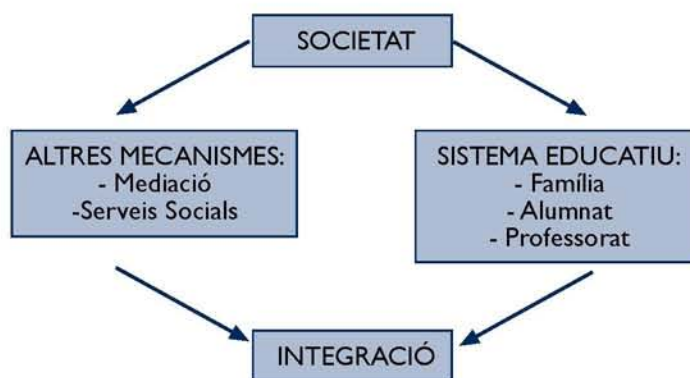 SOCIETAT
ALTRES MECANISMES:
- Mediació
-Serveis Socials
SISTEMA EDUCATIU:
- Família
- Alumnat
- Professorat
INTEGRACIÓ